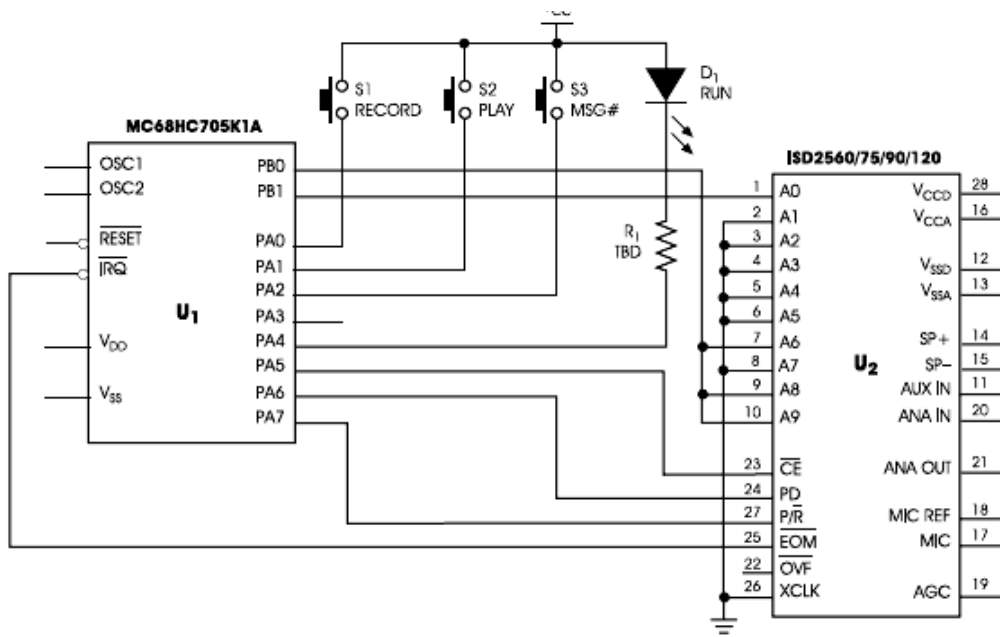 S1
RECORD
S2
PLAY
S3
MSG#
D1
RUN
MC68HC705K1A
OSC1
OSC2
RESET
IRQ
VDD
VSS
U1
PB0
PB1
PA0
PA1
PA2
PA3
PA4
PA5
PA6
PA7
R1
TBD
ISD2560/75/90/120
1 A0
2 A1
3 A2
4 A3
5 A4
6 A5
7 A6
8 A7
9 A8
10 A9
23 CE
24 PD
27 P/R
25 EOM
22 OVF
26 XCLK
U2
VCCD 28
VCCA 16
VSSD 12
VSSA 13
SP+ 14
SP– 15
AUX IN 11
ANA IN 20
ANA OUT 21
MIC REF 18
MIC 17
AGC 19